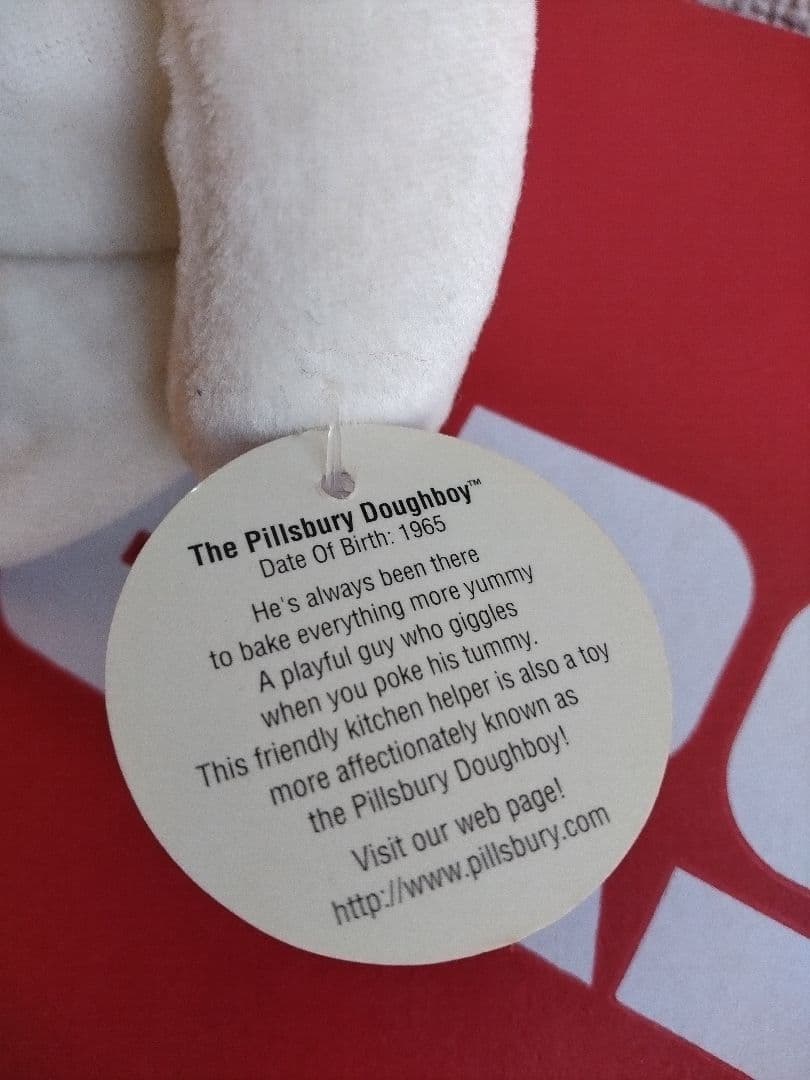 The Pillsbury Doughboy™
Date Of Birth: 1965
He's always been there
to bake everything more yummy
A playful guy who giggles
when you poke his tummy.
This friendly kitchen helper is also a toy
more affectionately known as
the Pillsbury Doughboy!
Visit our web page!
http://www.pillsbury.com